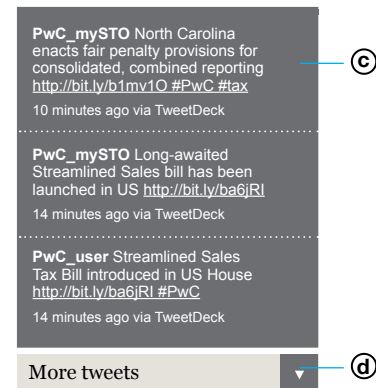 PwC_mySTO North Carolina
enacts fair penalty provisions for
consolidated, combined reporting
http://bit.ly/b1mv1O #PwC #tax
10 minutes ago via TweetDeck
PwC_mySTO Long-awaited
Streamlined Sales bill has been
launched in US http://bit.ly/ba6jRI
14 minutes ago via TweetDeck
PwC_user Streamlined Sales
Tax Bill introduced in US House
http://bit.ly/ba6jRI #PwC
14 minutes ago via TweetDeck
More tweets
c
d